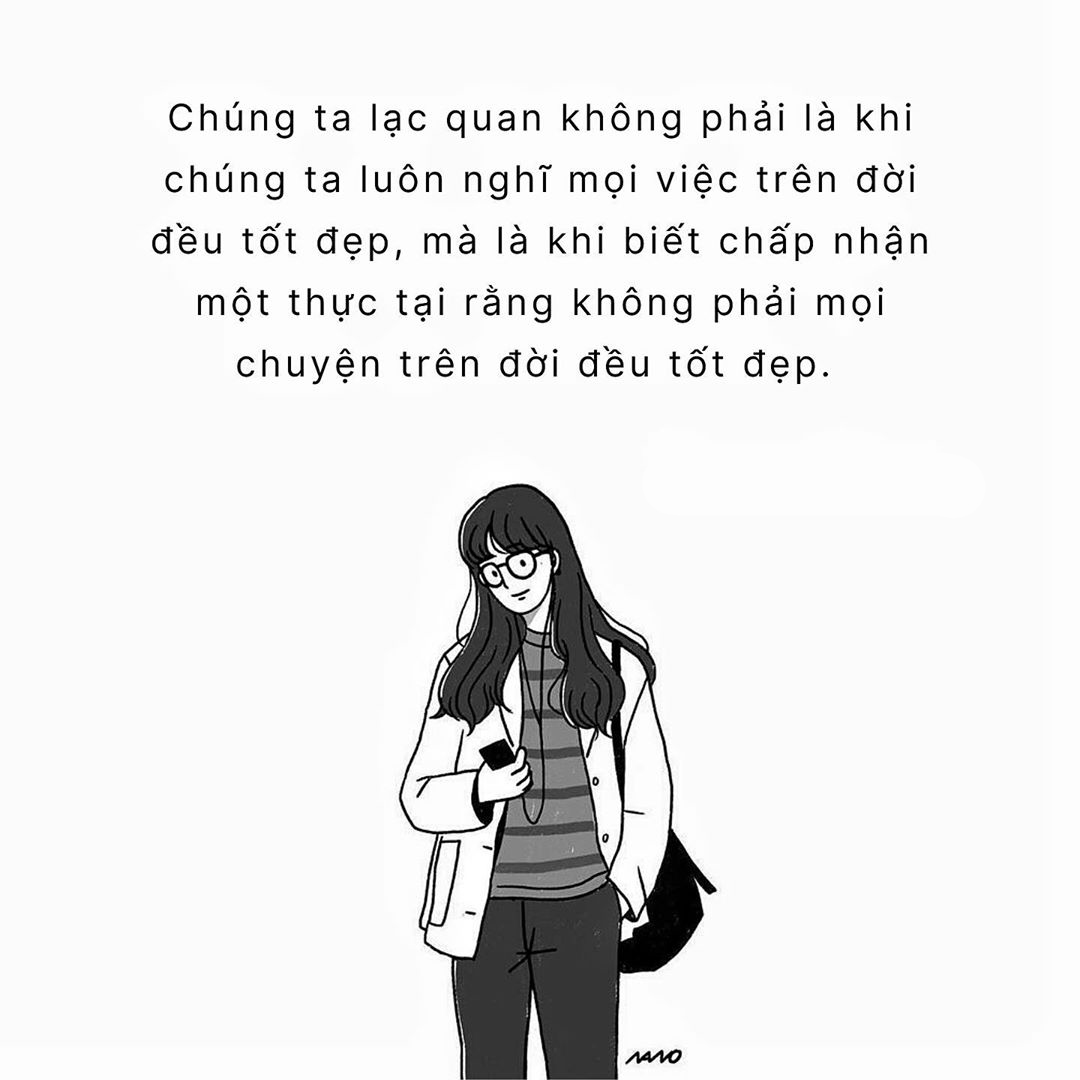 Chúng ta lạc quan không phải là khi
chúng ta luôn nghĩ mọi việc trên đời
đều tốt đẹp, mà là khi biết chấp nhận
một thực tại rằng không phải mọi
chuyện trên đời đều tốt đẹp.
NANO